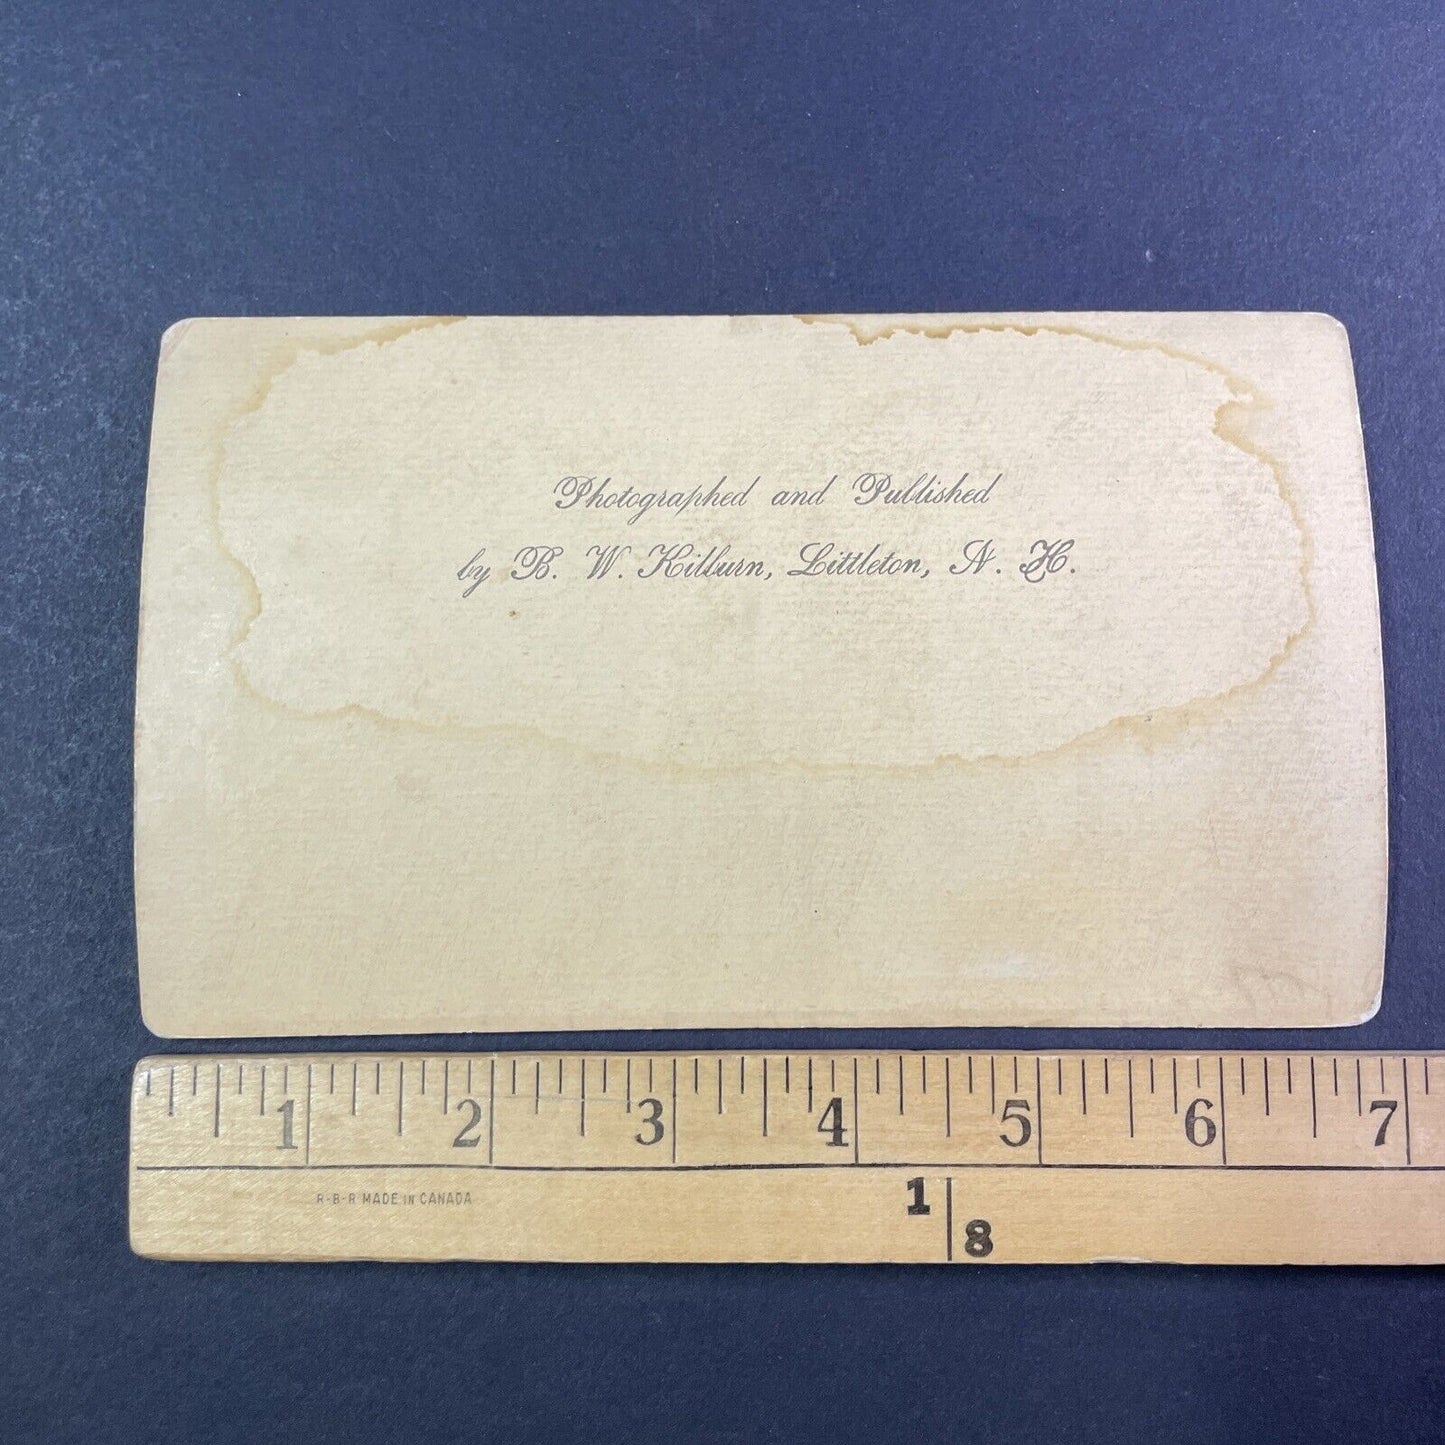 Photographed and Published
by B. W. Kilburn, Littleton, N. H.
1 2 3 4 5 6 7
R-B-R MADE IN CANADA
1
8